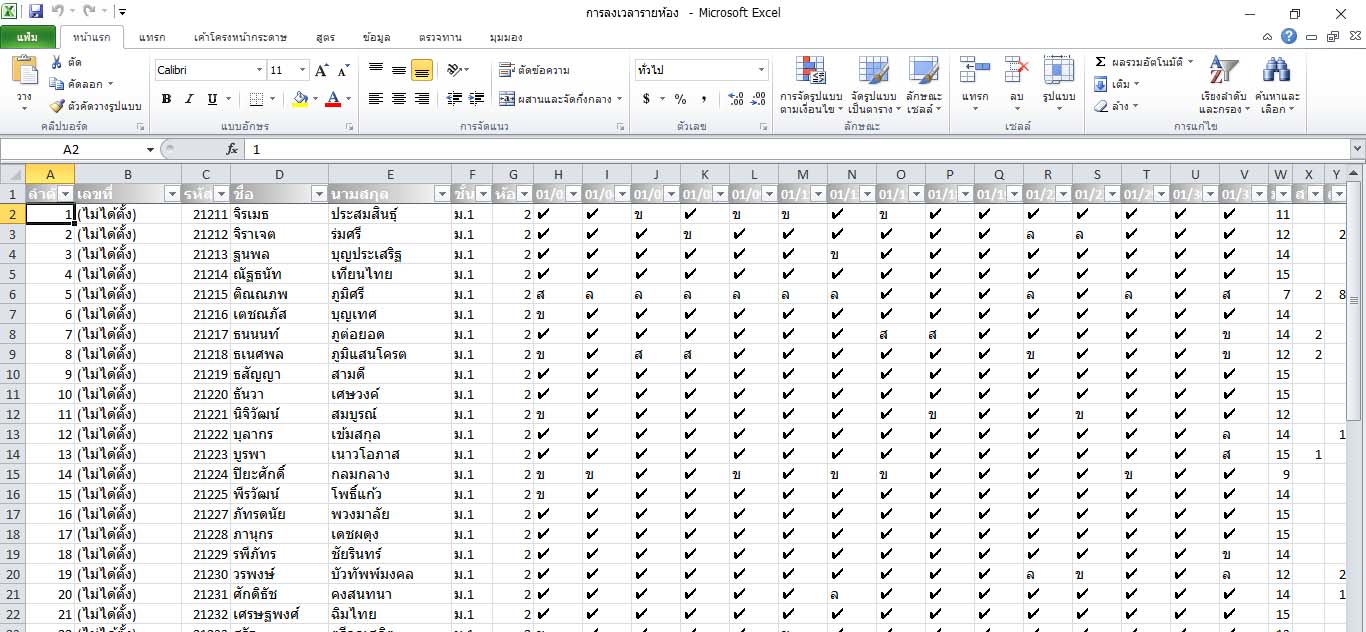 การลงเวลารายห้อง - Microsoft Excel
แฟ้ม หน้าแรก แทรก เค้าโครงหน้ากระดาษ สูตร ข้อมูล ตรวจทาน มุมมอง
วาง ตัด คัดลอก ตัวคัดวางรูปแบบ คลิปบอร์ด
Calibri 11 B I U แบบอักษร
ตัดข้อความ ผสานและจัดกึ่งกลาง การจัดแนว
ทั่วไป $ % , ตัวเลข
การจัดรูปแบบตามเงื่อนไข จัดรูปแบบเป็นตาราง ลักษณะเซลล์ ลักษณะ
แทรก ลบ รูปแบบ เซลล์
Σ ผลรวมอัตโนมัติ เติม ล้าง เรียงลำดับและกรอง ค้นหาและเลือก การแก้ไข
A2 fx 1
A B C D E F G H I J K L M N O P Q R S T U V W X Y
1 ลำดั เลขที่ รหัส ชื่อ นามสกุล ชั้น ห้อ
2 1 (ไม่ได้ตั้ง) 21211 จิรเมธ ประสมสินธุ์ ม.1 2 ✔ ✔ ข ✔ ข ข ✔ ข ✔ ✔ ✔ ✔ ✔ ✔ ✔ 11
3 2 (ไม่ได้ตั้ง) 21212 จิราเจต ร่มศรี ม.1 2 ✔ ✔ ✔ ข ✔ ✔ ✔ ✔ ✔ ✔ ล ล ✔ ✔ ✔ 12 2
4 3 (ไม่ได้ตั้ง) 21213 ฐนพล บุญประเสริฐ ม.1 2 ✔ ✔ ✔ ✔ ✔ ✔ ข ✔ ✔ ✔ ✔ ✔ ✔ ✔ ✔ 14
5 4 (ไม่ได้ตั้ง) 21214 ณัฐธนัท เทียนไทย ม.1 2 ✔ ✔ ✔ ✔ ✔ ✔ ✔ ✔ ✔ ✔ ✔ ✔ ✔ ✔ ✔ 15
6 5 (ไม่ได้ตั้ง) 21215 ติณณภพ ภูมิศรี ม.1 2 ส ล ล ล ล ล ล ✔ ✔ ✔ ล ✔ ล ✔ ส 7 2 8
7 6 (ไม่ได้ตั้ง) 21216 เตชณภัส บุญเทศ ม.1 2 ข ✔ ✔ ✔ ✔ ✔ ✔ ✔ ✔ ✔ ✔ ✔ ✔ ✔ ✔ 14
8 7 (ไม่ได้ตั้ง) 21217 ธนนนท์ ภูต่อยอด ม.1 2 ✔ ✔ ✔ ✔ ✔ ✔ ✔ ส ส ✔ ✔ ✔ ✔ ✔ ข 14 2
9 8 (ไม่ได้ตั้ง) 21218 ธเนศพล ภูมิแสนโครต ม.1 2 ข ✔ ส ส ✔ ✔ ✔ ✔ ✔ ✔ ข ✔ ✔ ✔ ข 12 2
10 9 (ไม่ได้ตั้ง) 21219 ธสัญญา สามดี ม.1 2 ✔ ✔ ✔ ✔ ✔ ✔ ✔ ✔ ✔ ✔ ✔ ✔ ✔ ✔ ✔ 15
11 10 (ไม่ได้ตั้ง) 21220 ธันวา เศษวงค์ ม.1 2 ✔ ✔ ✔ ✔ ✔ ✔ ✔ ✔ ✔ ✔ ✔ ✔ ✔ ✔ ✔ 15
12 11 (ไม่ได้ตั้ง) 21221 นิจิวัฒน์ สมบูรณ์ ม.1 2 ข ✔ ✔ ✔ ✔ ✔ ✔ ✔ ข ✔ ✔ ข ✔ ✔ ✔ 12
13 12 (ไม่ได้ตั้ง) 21222 บุลากร เข้มสกุล ม.1 2 ✔ ✔ ✔ ✔ ✔ ✔ ✔ ✔ ✔ ✔ ✔ ✔ ✔ ✔ ล 14 1
14 13 (ไม่ได้ตั้ง) 21223 บูรพา เนาวโอภาส ม.1 2 ✔ ✔ ✔ ✔ ✔ ✔ ✔ ✔ ✔ ✔ ✔ ✔ ✔ ✔ ส 15 1
15 14 (ไม่ได้ตั้ง) 21224 ปิยะศักดิ์ กลมกลาง ม.1 2 ข ข ✔ ✔ ข ✔ ข ข ✔ ✔ ✔ ✔ ข ✔ ✔ 9
16 15 (ไม่ได้ตั้ง) 21225 พีรวัฒน์ โพธิ์แก้ว ม.1 2 ข ✔ ✔ ✔ ✔ ✔ ✔ ✔ ✔ ✔ ✔ ✔ ✔ ✔ ✔ 14
17 16 (ไม่ได้ตั้ง) 21227 ภัทรดนัย พวงมาลัย ม.1 2 ✔ ✔ ✔ ✔ ✔ ✔ ✔ ✔ ✔ ✔ ✔ ✔ ✔ ✔ ✔ 15
18 17 (ไม่ได้ตั้ง) 21228 ภานุกร เดชผดุง ม.1 2 ✔ ✔ ✔ ✔ ✔ ✔ ✔ ✔ ✔ ✔ ✔ ✔ ✔ ✔ ✔ 15
19 18 (ไม่ได้ตั้ง) 21229 รพีภัทร ชัยรินทร์ ม.1 2 ✔ ✔ ✔ ✔ ✔ ✔ ✔ ✔ ✔ ✔ ✔ ✔ ✔ ✔ ข 14
20 19 (ไม่ได้ตั้ง) 21230 วรพงษ์ บัวทัพพ์มงคล ม.1 2 ✔ ✔ ✔ ✔ ✔ ✔ ✔ ✔ ✔ ✔ ล ข ✔ ✔ ล 12 2
21 20 (ไม่ได้ตั้ง) 21231 ศักดิธัช คงสนทนา ม.1 2 ✔ ✔ ✔ ✔ ✔ ✔ ล ✔ ✔ ✔ ✔ ✔ ✔ ✔ ✔ 14 1
22 21 (ไม่ได้ตั้ง) 21232 เศรษฐพงศ์ ฉิมไทย ม.1 2 ✔ ✔ ✔ ✔ ✔ ✔ ✔ ✔ ✔ ✔ ✔ ✔ ✔ ✔ ✔ 15